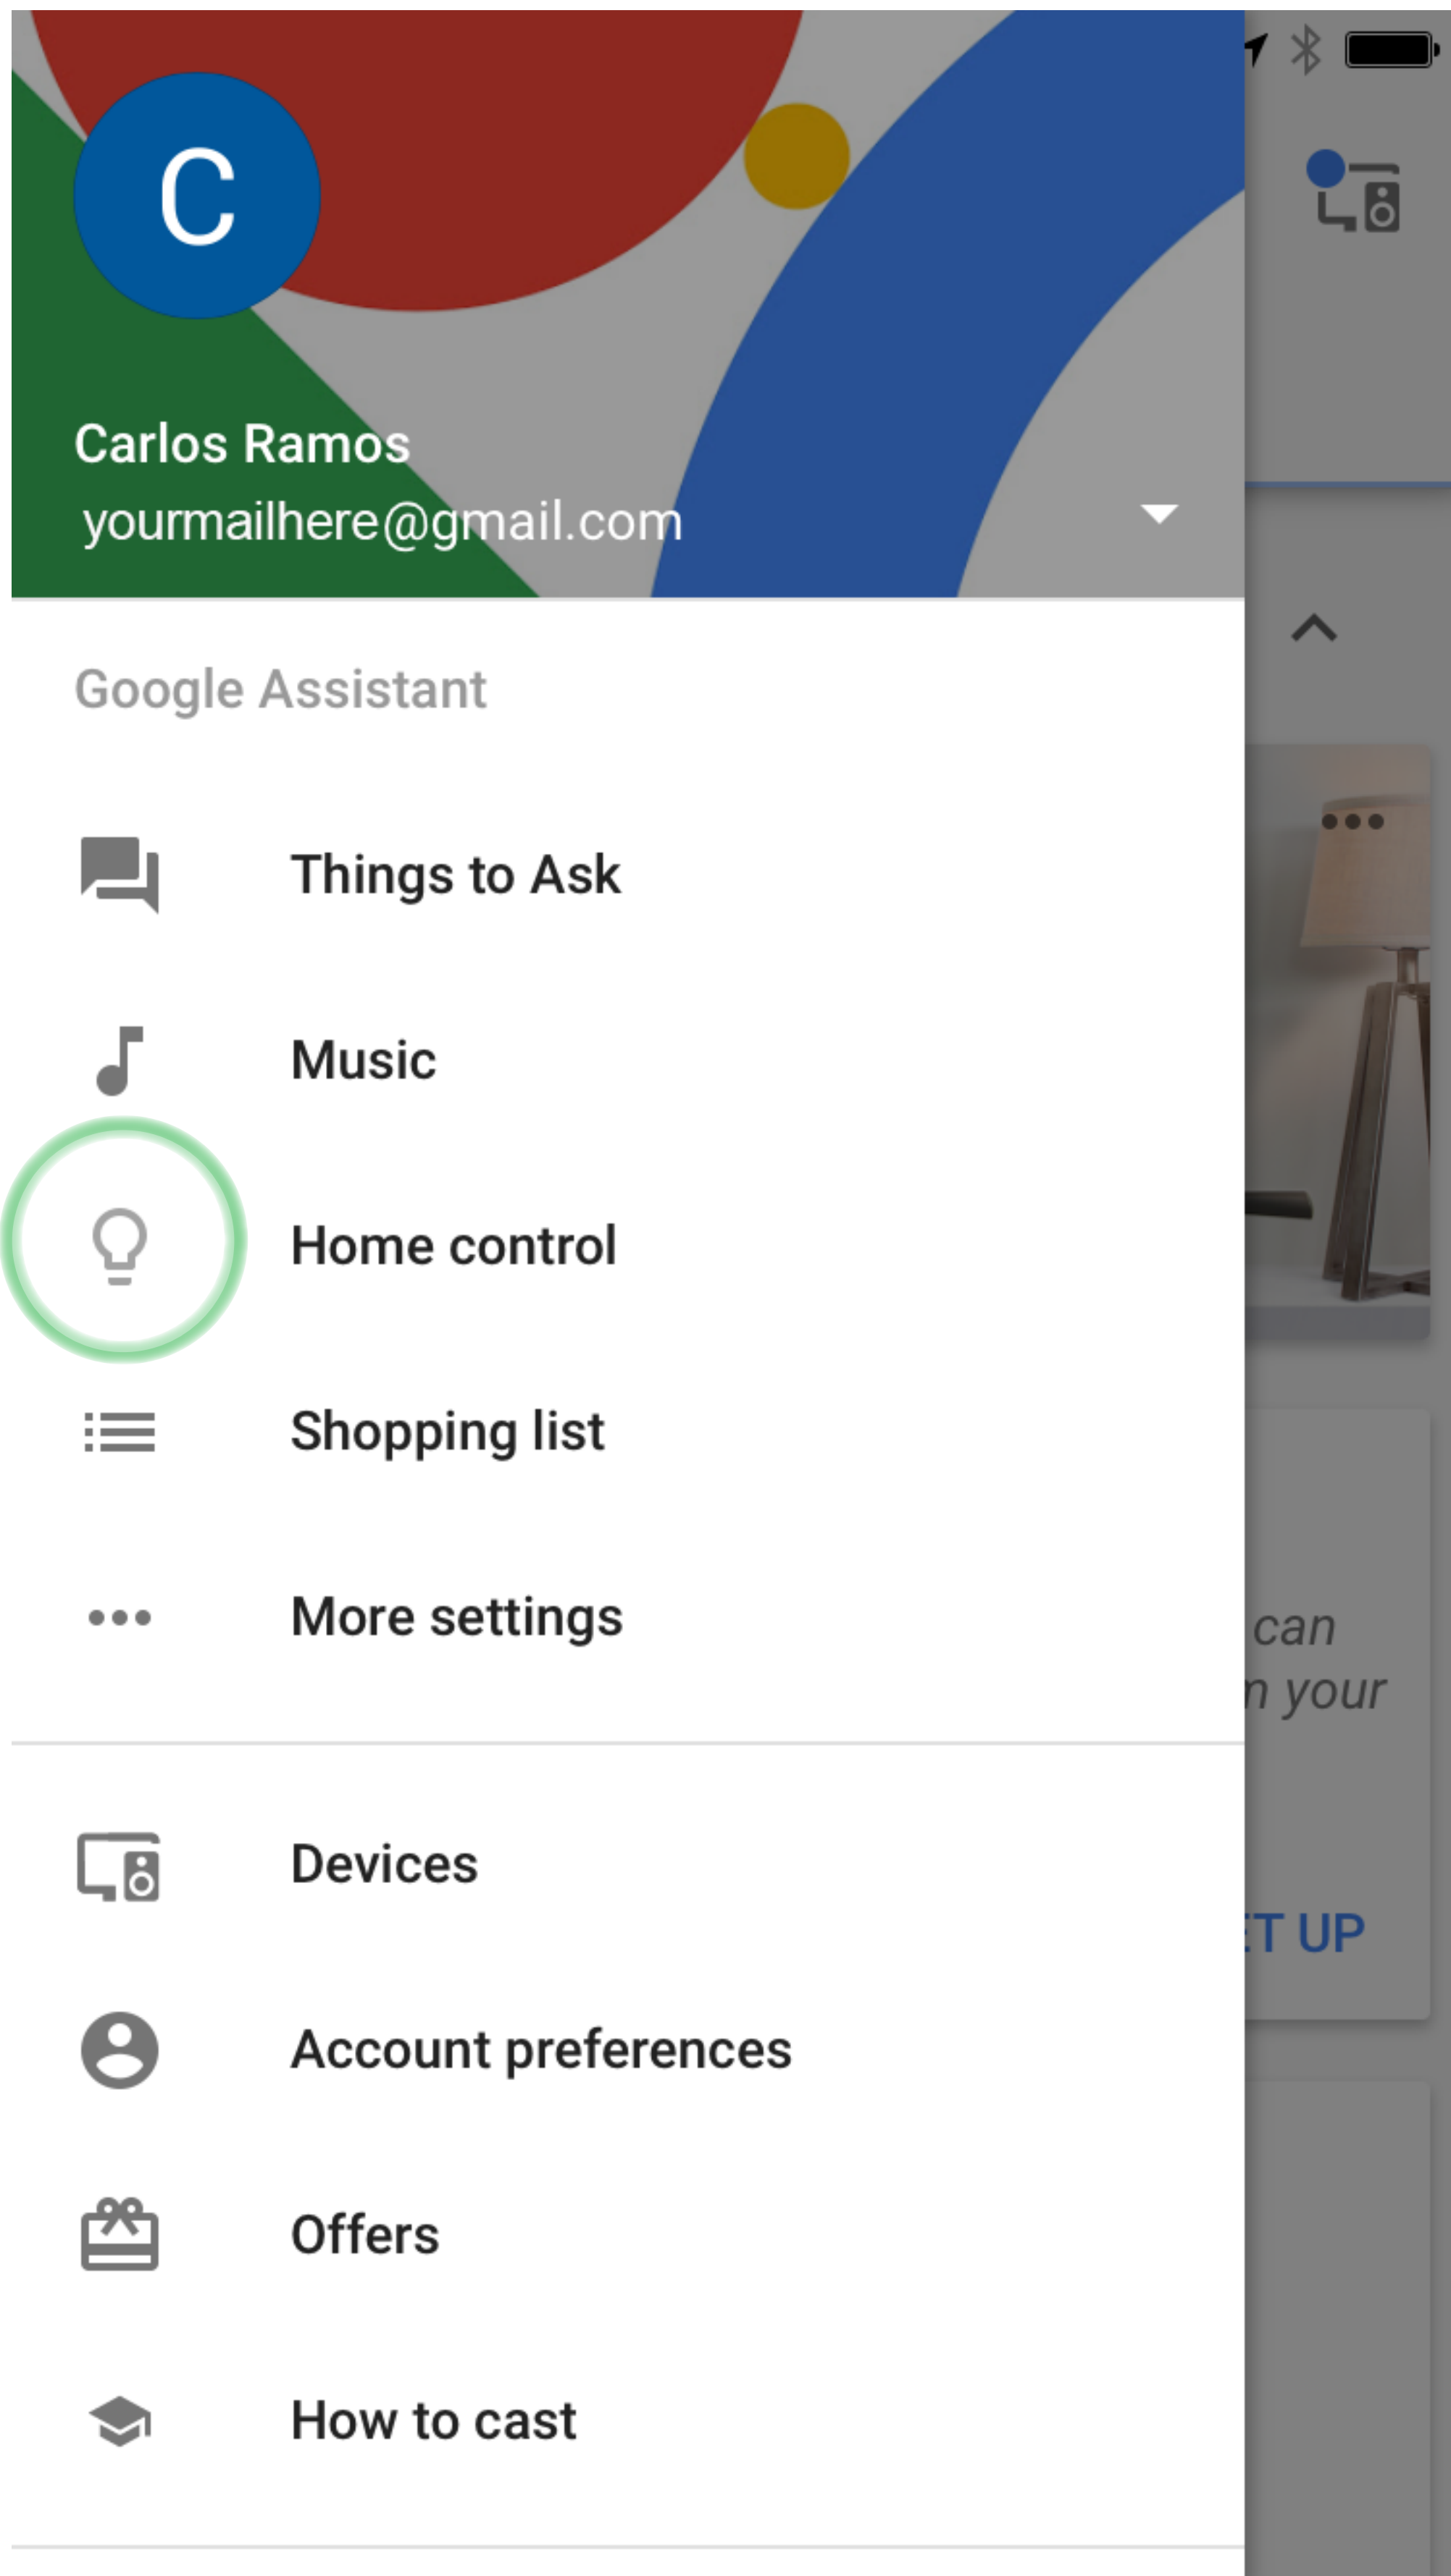 C
Carlos Ramos
yourmailhere@gmail.com
Google Assistant
Things to Ask
Music
Home control
Shopping list
More settings
can
your
Devices
UP
Account preferences
Offers
How to cast